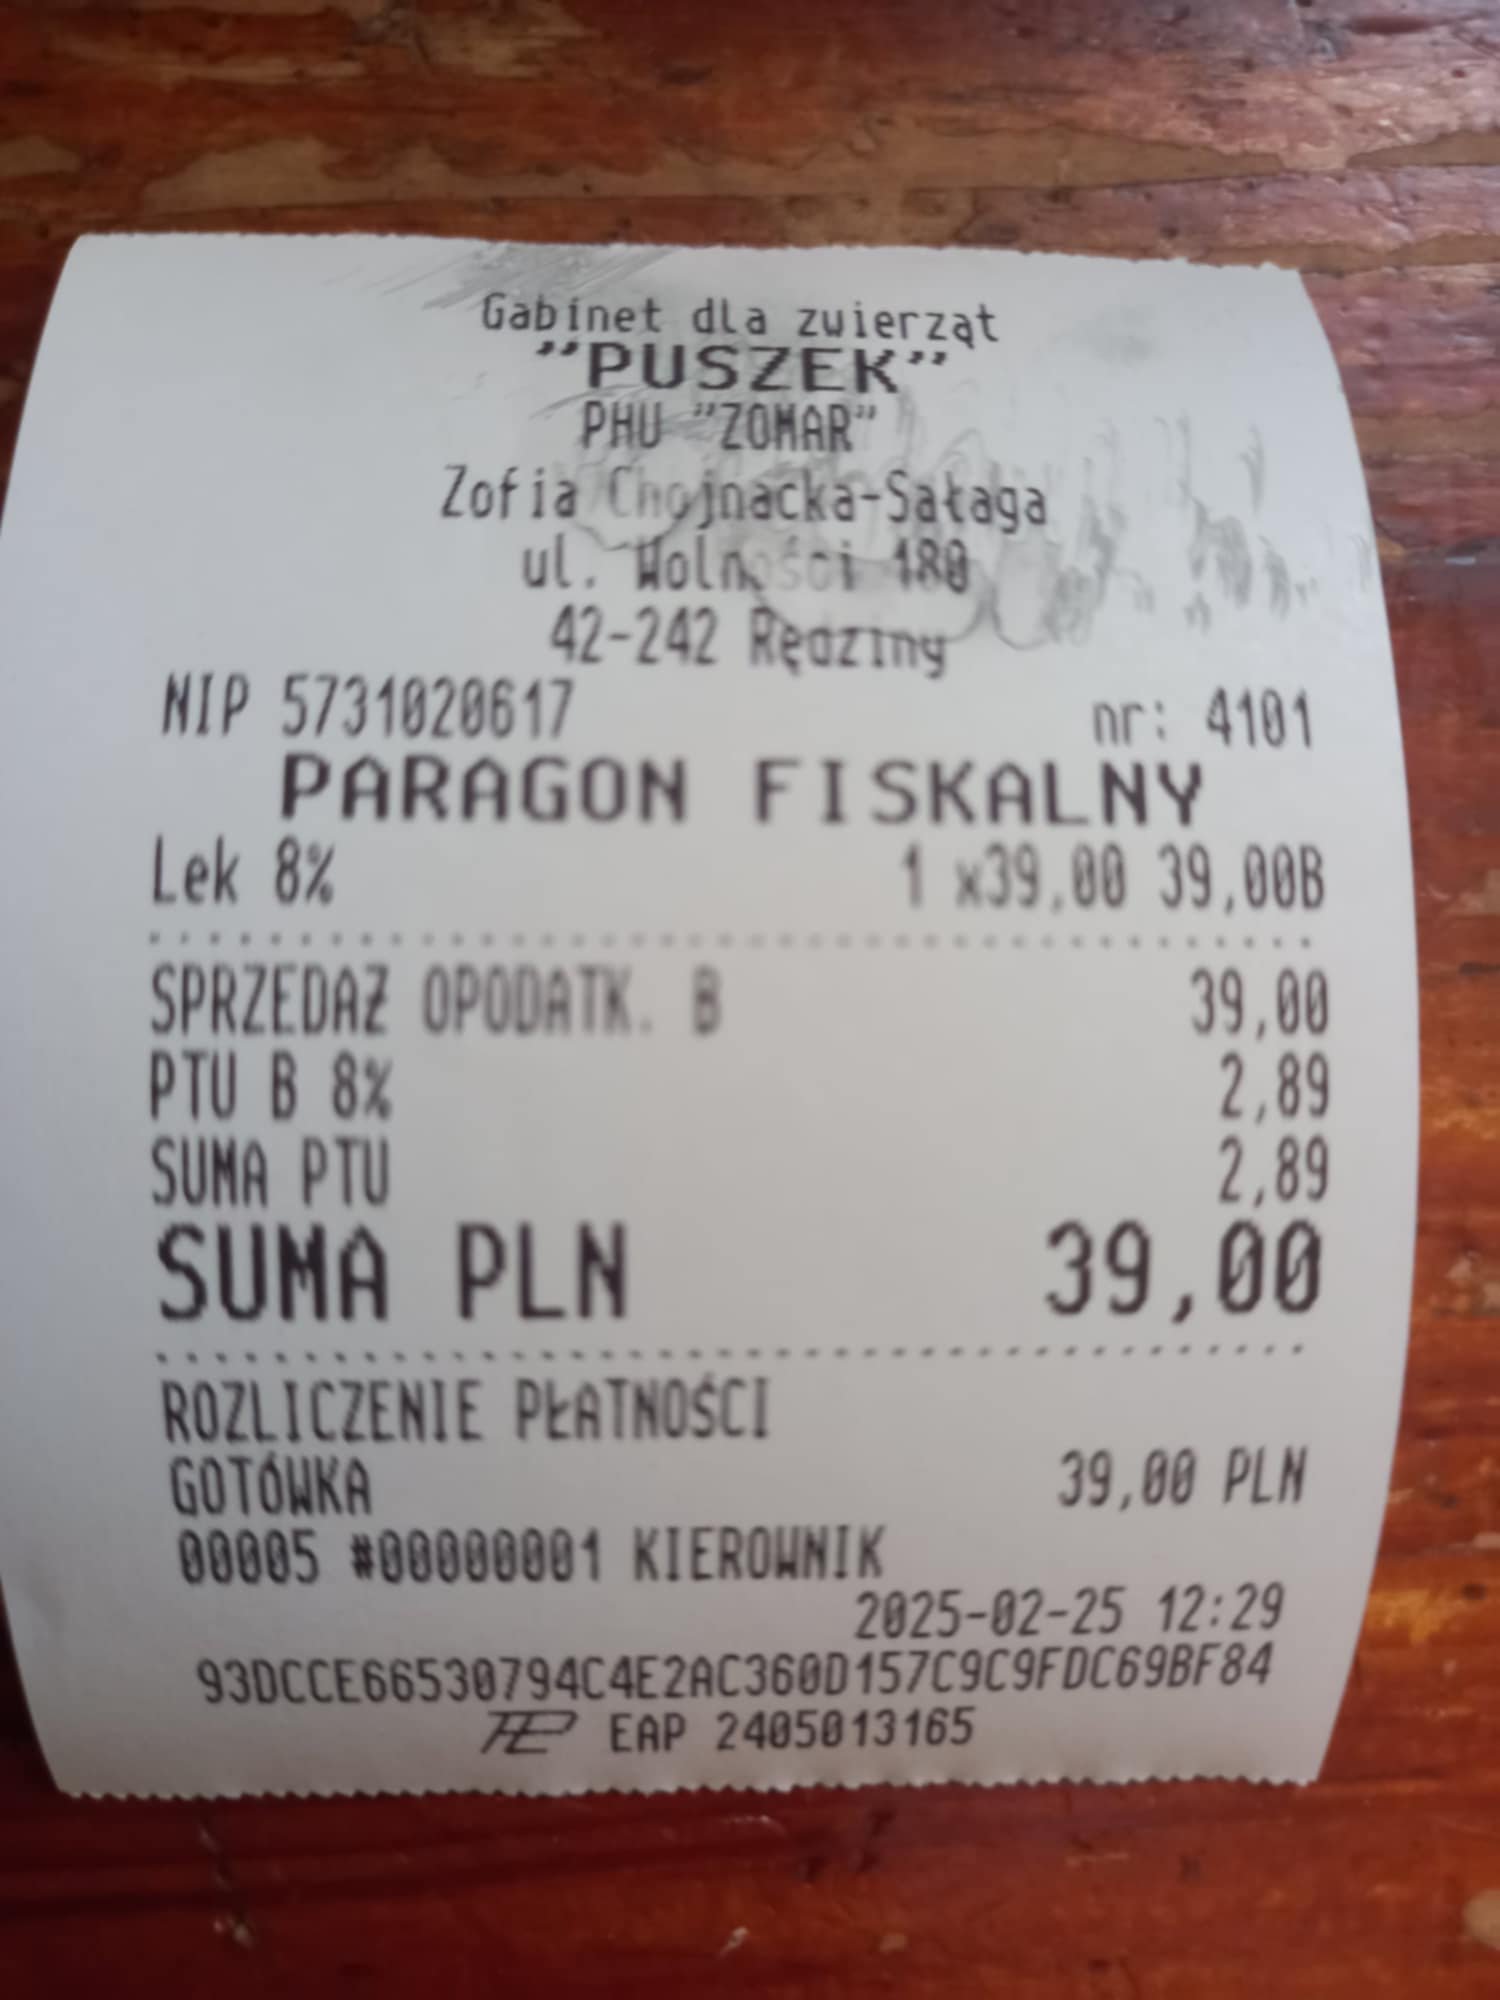 Gabinet dla zwierząt
"PUSZEK"
PHU "ZOMAR"
Zofia Chojnacka-Sałaga
ul. Wolności 180
42-242 Rędziny
NIP 5731020617 nr: 4101
PARAGON FISKALNY
Lek 8% 1 x39,00 39,00B
SPRZEDAŻ OPODATK. B 39,00
PTU B 8% 2,89
SUMA PTU 2,89
SUMA PLN 39,00
ROZLICZENIE PŁATNOŚCI
GOTÓWKA 39,00 PLN
00005 #00000001 KIEROWNIK
2025-02-25 12:29
93DCCE66530794C4E2AC360D157C9C9FDC69BF84
EAP 2405013165